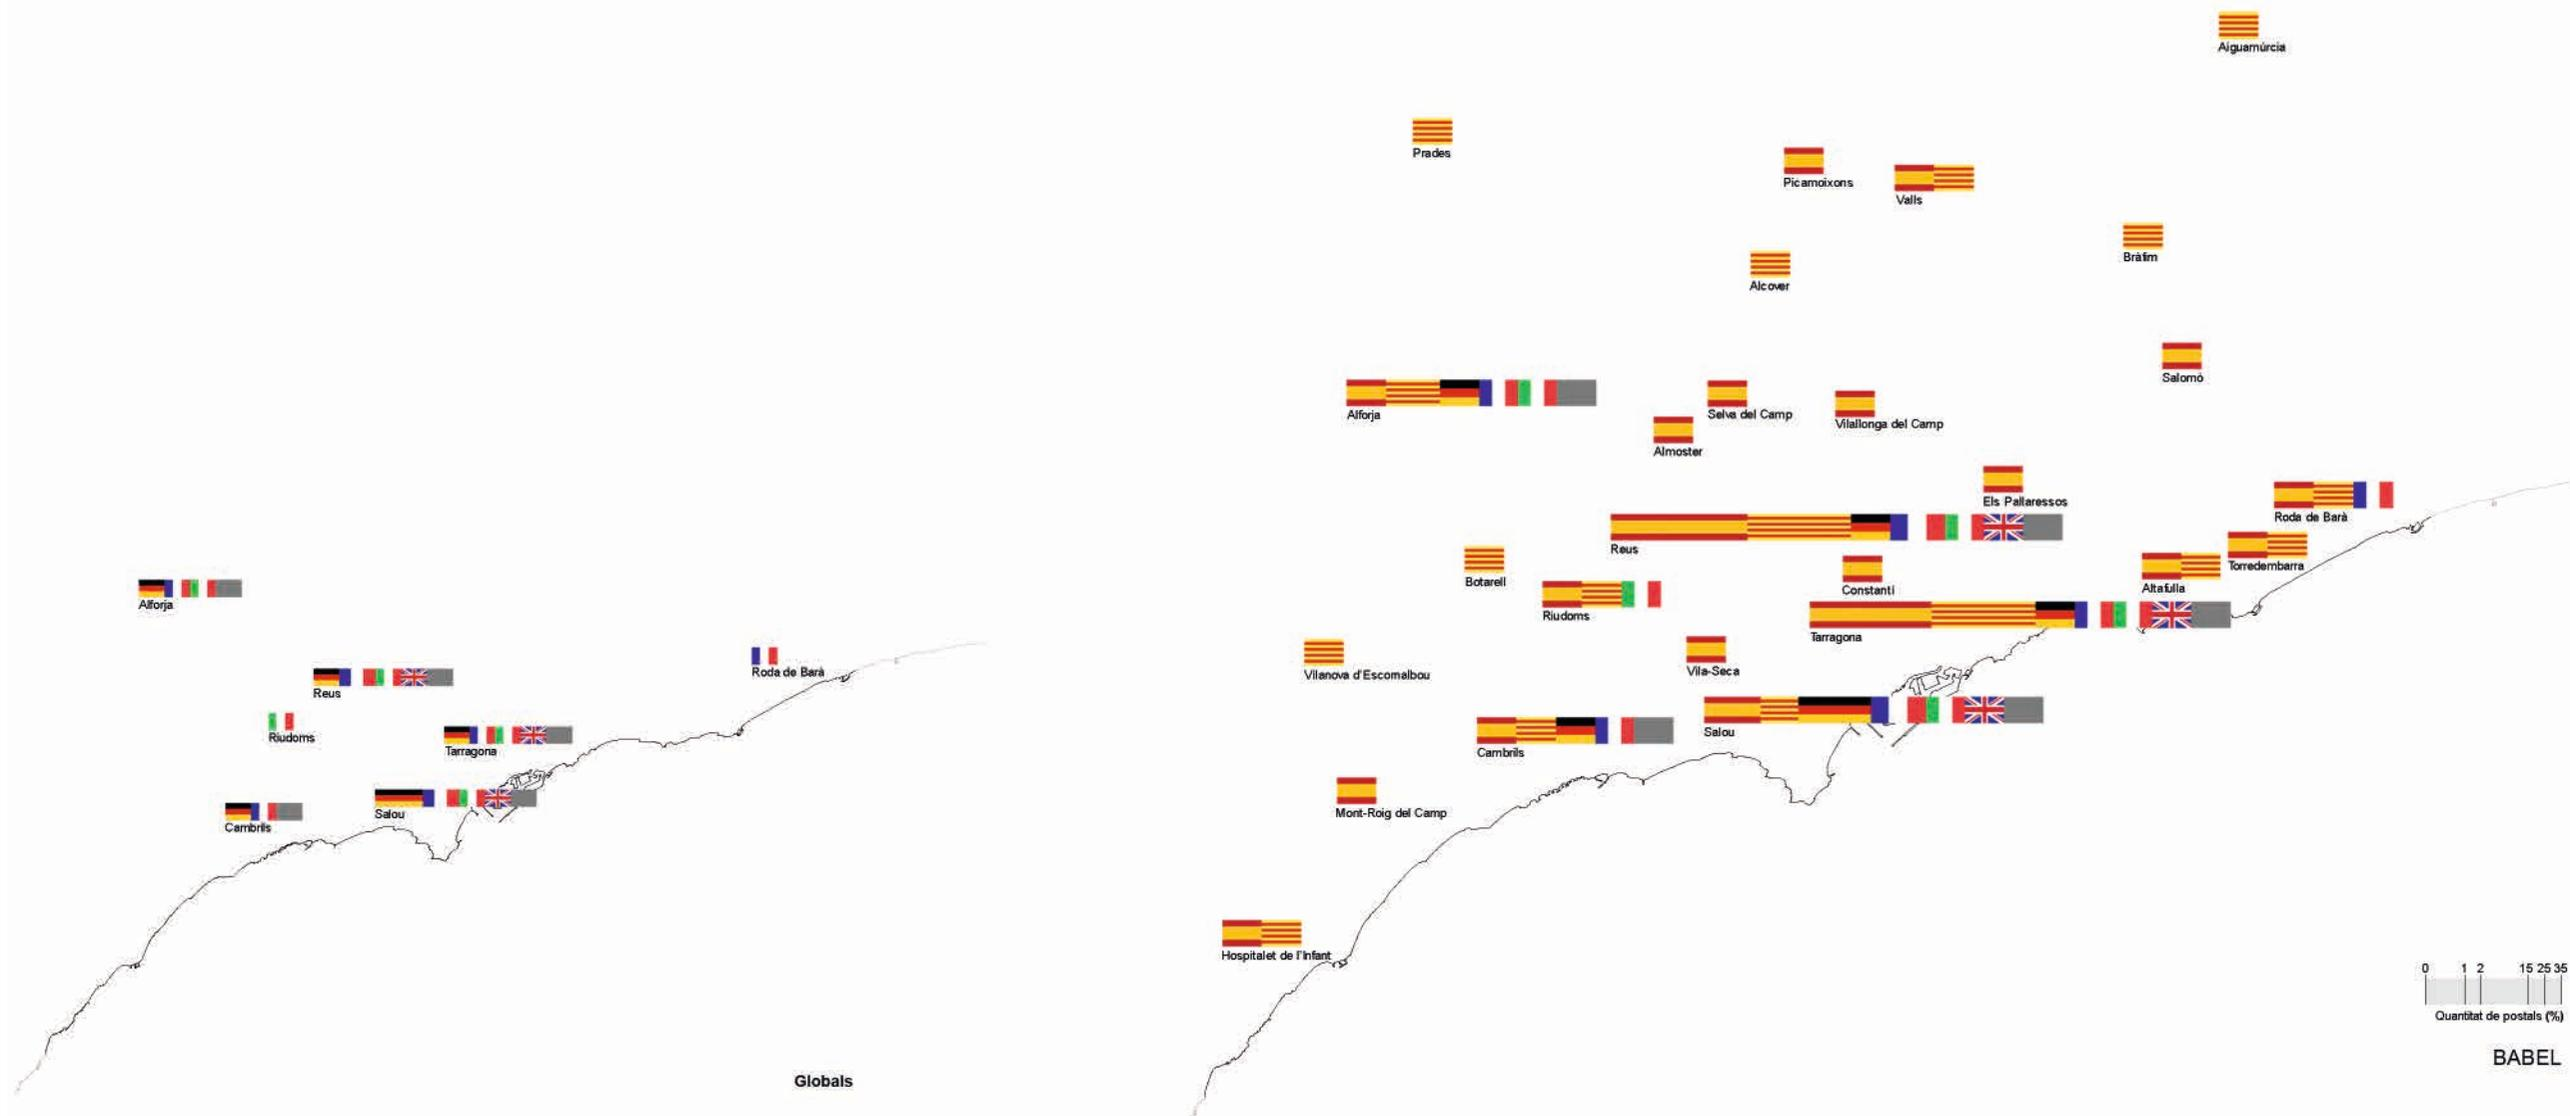 Alforja
Roda de Barà
Reus
Riudoms
Tarragona
Salou
Cambrils
Globals
Aiguamúrcia
Prades
Picamoixons
Valls
Bràfim
Alcover
Salomó
Alforja
Selva del Camp
Vilallonga del Camp
Almoster
Els Pallaressos
Roda de Barà
Reus
Torredembarra
Botarell
Constantí
Altafulla
Riudoms
Tarragona
Vilanova d'Escornalbou
Vila-Seca
Salou
Cambrils
Mont-Roig del Camp
Hospitalet de l'Infant
0 1 2 15 25 35
Quantitat de postals (%)
BABEL